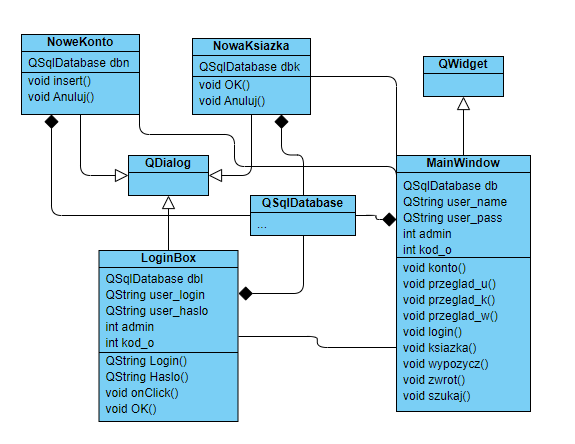 NoweKonto
QSqlDatabase dbn
void insert()
void Anuluj()
NowaKsiazka
QSqlDatabase dbk
void OK()
void Anuluj()
QWidget
QDialog
QSqlDatabase
...
MainWindow
QSqlDatabase db
QString user_name
QString user_pass
int admin
int kod_o
void konto()
void przeglad_u()
void przeglad_k()
void przeglad_w()
void login()
void ksiazka()
void wypozycz()
void zwrot()
void szukaj()
LoginBox
QSqlDatabase dbl
QString user_login
QString user_haslo
int admin
int kod_o
QString Login()
QString Haslo()
void onClick()
void OK()